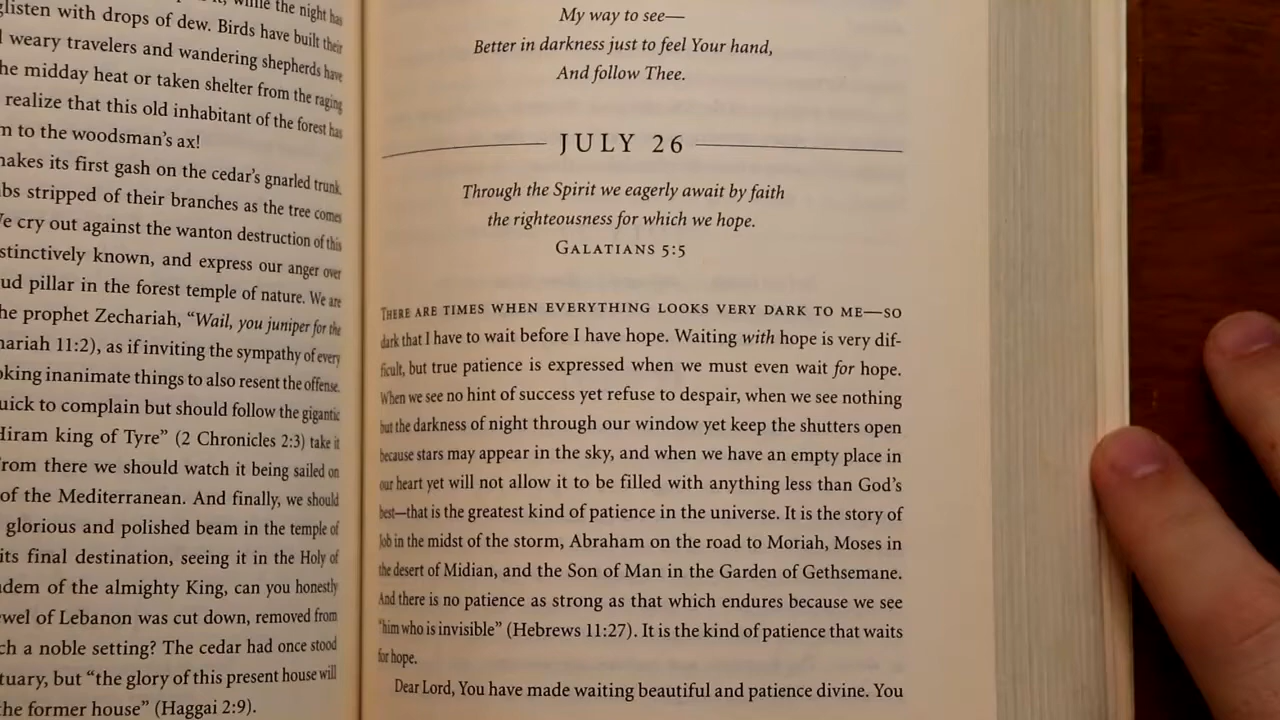 while the night has
glisten with drops of dew. Birds have built their
weary travelers and wandering shepherds have
he midday heat or taken shelter from the raging
realize that this old inhabitant of the forest has
n to the woodsman's ax!
nakes its first gash on the cedar's gnarled trunk.
bs stripped of their branches as the tree comes
We cry out against the wanton destruction of this
stinctively known, and express our anger over
ud pillar in the forest temple of nature. We are
he prophet Zechariah, “Wail, you juniper for the
hariah 11:2), as if inviting the sympathy of every
oking inanimate things to also resent the offense.
uick to complain but should follow the gigantic
Hiram king of Tyre” (2 Chronicles 2:3) take it
From there we should watch it being sailed on
of the Mediterranean. And finally, we should
glorious and polished beam in the temple of
its final destination, seeing it in the Holy of
dem of the almighty King, can you honestly
wel of Lebanon was cut down, removed from
ch a noble setting? The cedar had once stood
tuary, but “the glory of this present house will
the former house” (Haggai 2:9).
My way to see—
Better in darkness just to feel Your hand,
And follow Thee.
JULY 26
Through the Spirit we eagerly await by faith
the righteousness for which we hope.
GALATIANS 5:5
THERE ARE TIMES WHEN EVERYTHING LOOKS VERY DARK TO ME—SO
dark that I have to wait before I have hope. Waiting with hope is very dif-
ficult, but true patience is expressed when we must even wait for hope.
When we see no hint of success yet refuse to despair, when we see nothing
but the darkness of night through our window yet keep the shutters open
because stars may appear in the sky, and when we have an empty place in
our heart yet will not allow it to be filled with anything less than God's
best—that is the greatest kind of patience in the universe. It is the story of
Job in the midst of the storm, Abraham on the road to Moriah, Moses in
the desert of Midian, and the Son of Man in the Garden of Gethsemane.
And there is no patience as strong as that which endures because we see
“him who is invisible” (Hebrews 11:27). It is the kind of patience that waits
for hope.
Dear Lord, You have made waiting beautiful and patience divine. You